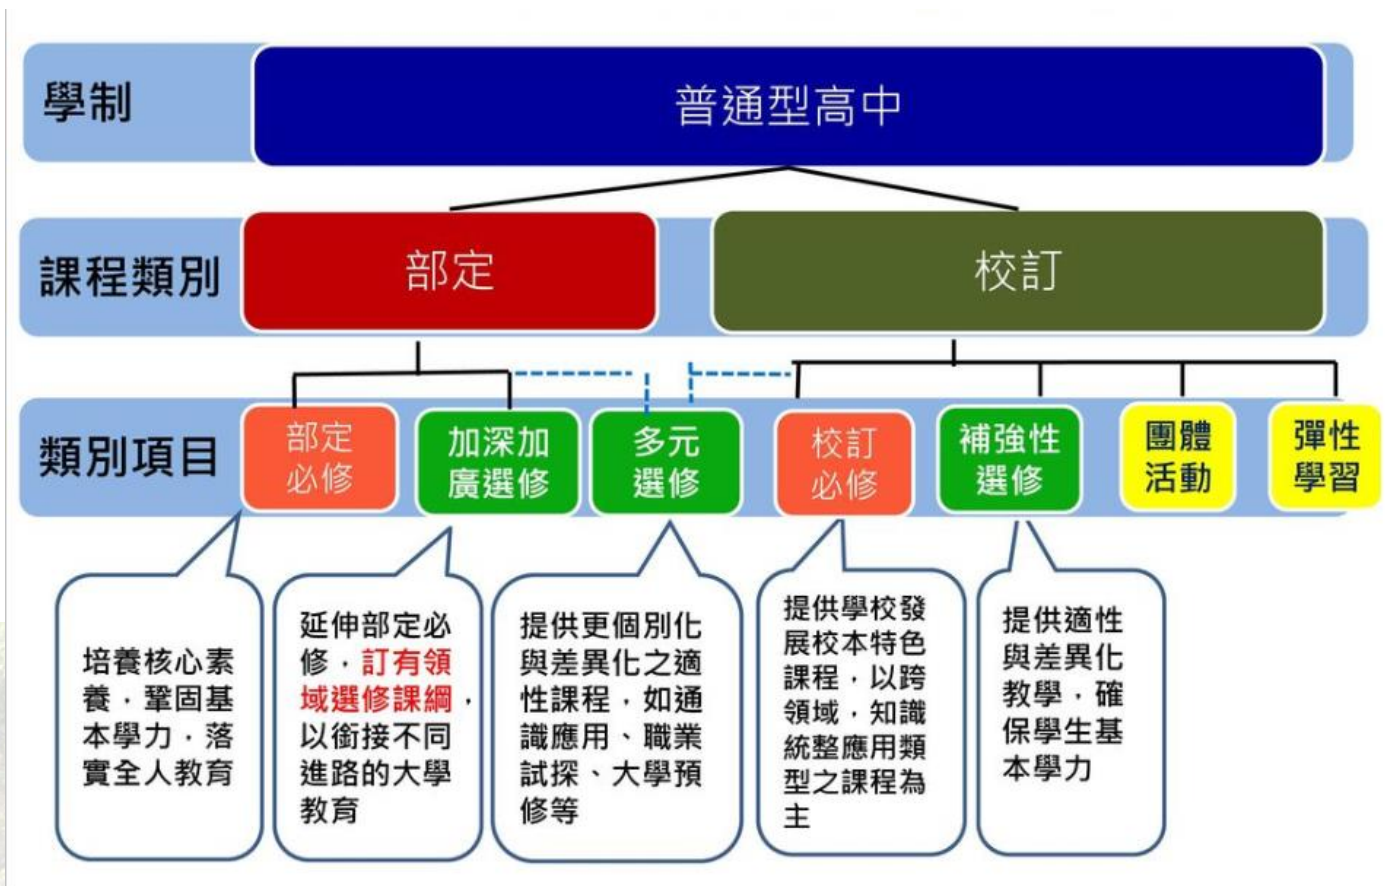 學制
普通型高中
課程類別
部定
校訂
類別項目
部定
必修
加深加
廣選修
多元
選修
校訂
必修
補強性
選修
團體
活動
彈性
學習
培養核心素
養，鞏固基
本學力，落
實全人教育
延伸部定必
修，訂有領
域選修課綱，
以銜接不同
進路的大學
教育
提供更個別化
與差異化之適
性課程，如通
識應用、職業
試探、大學預
修等
提供學校發
展校本特色
課程，以跨
領域，知識
統整應用類
型之課程為
主
提供適性
與差異化
教學，確
保學生基
本學力